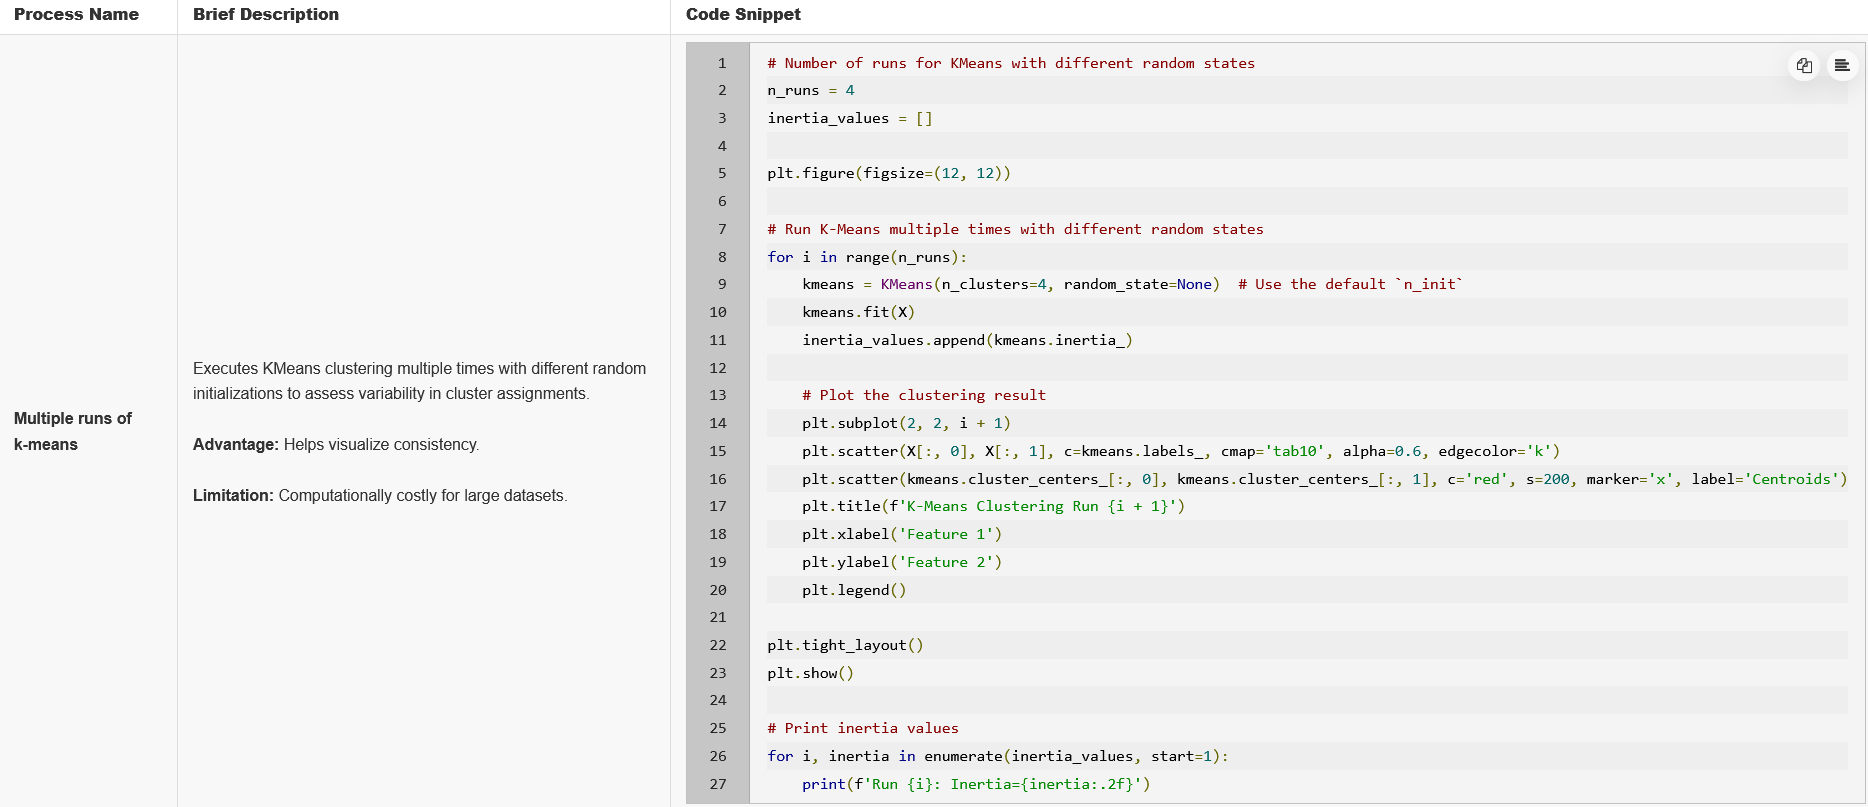 Process Name
Brief Description
Code Snippet
Multiple runs of
k-means
Executes KMeans clustering multiple times with different random
initializations to assess variability in cluster assignments.
Advantage: Helps visualize consistency.
Limitation: Computationally costly for large datasets.
1 # Number of runs for KMeans with different random states
2 n_runs = 4
3 inertia_values = []
4
5 plt.figure(figsize=(12, 12))
6
7 # Run K-Means multiple times with different random states
8 for i in range(n_runs):
9     kmeans = KMeans(n_clusters=4, random_state=None)  # Use the default `n_init`
10     kmeans.fit(X)
11     inertia_values.append(kmeans.inertia_)
12
13     # Plot the clustering result
14     plt.subplot(2, 2, i + 1)
15     plt.scatter(X[:, 0], X[:, 1], c=kmeans.labels_, cmap='tab10', alpha=0.6, edgecolor='k')
16     plt.scatter(kmeans.cluster_centers_[:, 0], kmeans.cluster_centers_[:, 1], c='red', s=200, marker='x', label='Centroids')
17     plt.title(f'K-Means Clustering Run {i + 1}')
18     plt.xlabel('Feature 1')
19     plt.ylabel('Feature 2')
20     plt.legend()
21
22 plt.tight_layout()
23 plt.show()
24
25 # Print inertia values
26 for i, inertia in enumerate(inertia_values, start=1):
27     print(f'Run {i}: Inertia={inertia:.2f}')